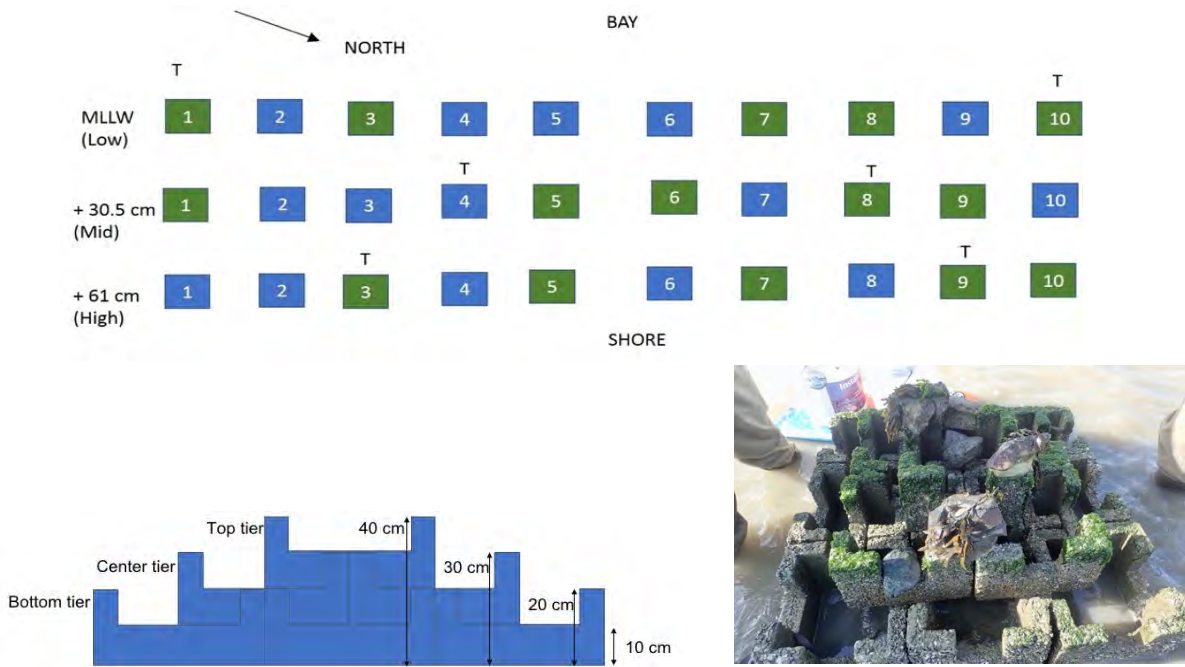 BAY
NORTH
T
T
MLLW
(Low)
1 2 3 4 5 6 7 8 9 10
T
T
+ 30.5 cm
(Mid)
1 2 3 4 5 6 7 8 9 10
T
T
+ 61 cm
(High)
1 2 3 4 5 6 7 8 9 10
SHORE
Top tier
40 cm
Center tier
30 cm
Bottom tier
20 cm
10 cm